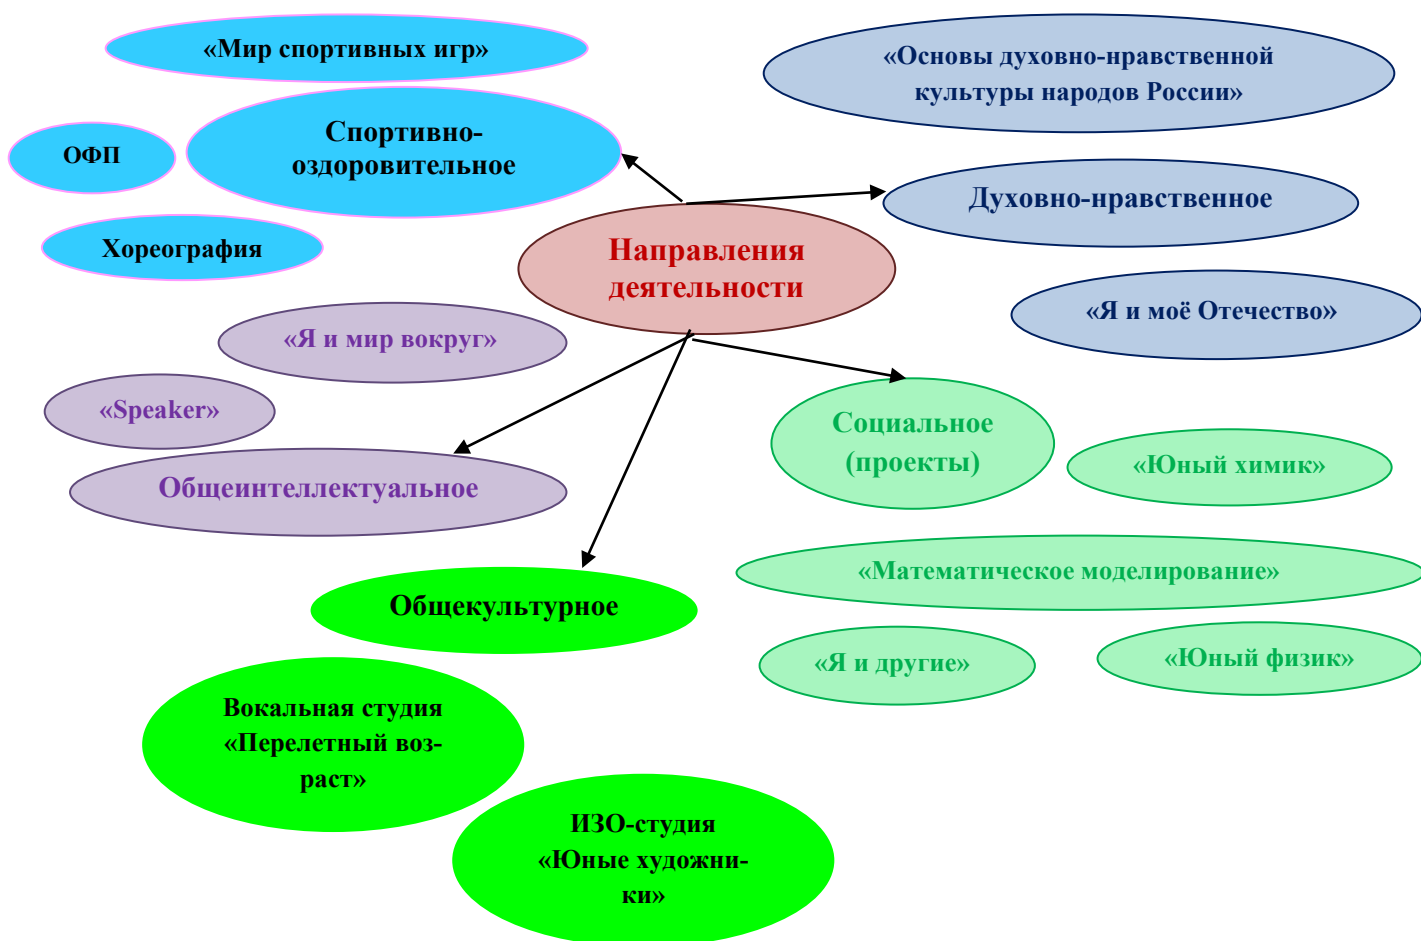 «Мир спортивных игр»
«Основы духовно-нравственной
культуры народов России»
Спортивно-
оздоровительное
ОФП
Духовно-нравственное
Хореография
Направления
деятельности
«Я и моё Отечество»
«Я и мир вокруг»
«Speaker»
Социальное
(проекты)
«Юный химик»
Общеинтеллектуальное
«Математическое моделирование»
Общекультурное
«Я и другие»
«Юный физик»
Вокальная студия
«Перелетный воз-
раст»
ИЗО-студия
«Юные художни-
ки»